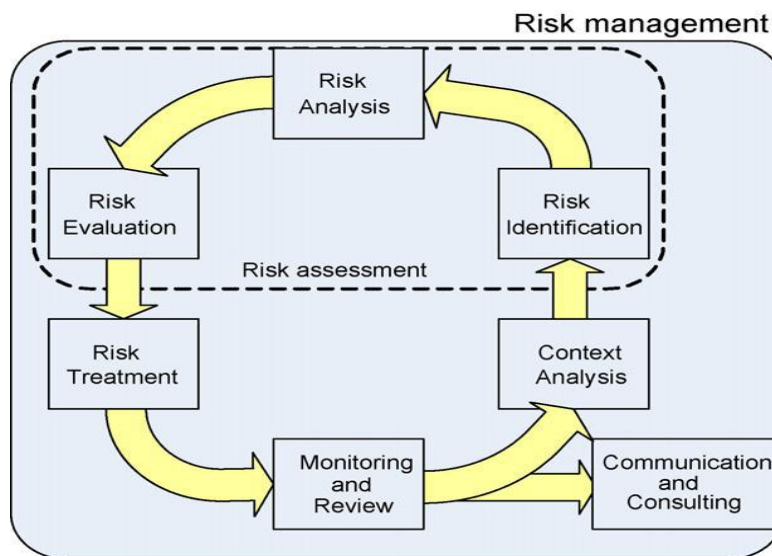 Risk management
Risk
Analysis
Risk
Evaluation
Risk
Identification
Risk assessment
Risk
Treatment
Context
Analysis
Monitoring
and
Review
Communication
and
Consulting